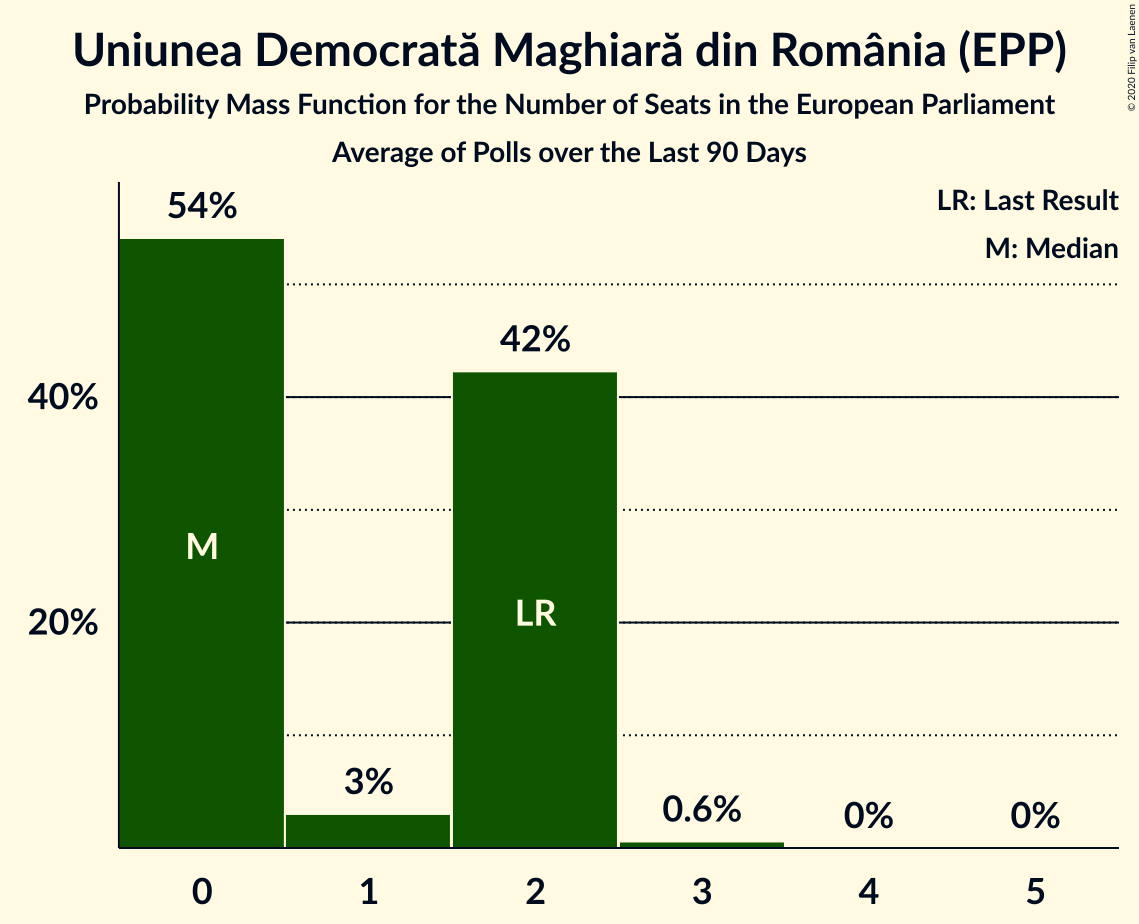 Uniunea Democrată Maghiară din România (EPP)
Probability Mass Function for the Number of Seats in the European Parliament
Average of Polls over the Last 90 Days
© 2020 Filip van Laenen
LR: Last Result
M: Median
54%
42%
40%
M
LR
20%
3%
0.6%
0%
0%
0
1
2
3
4
5